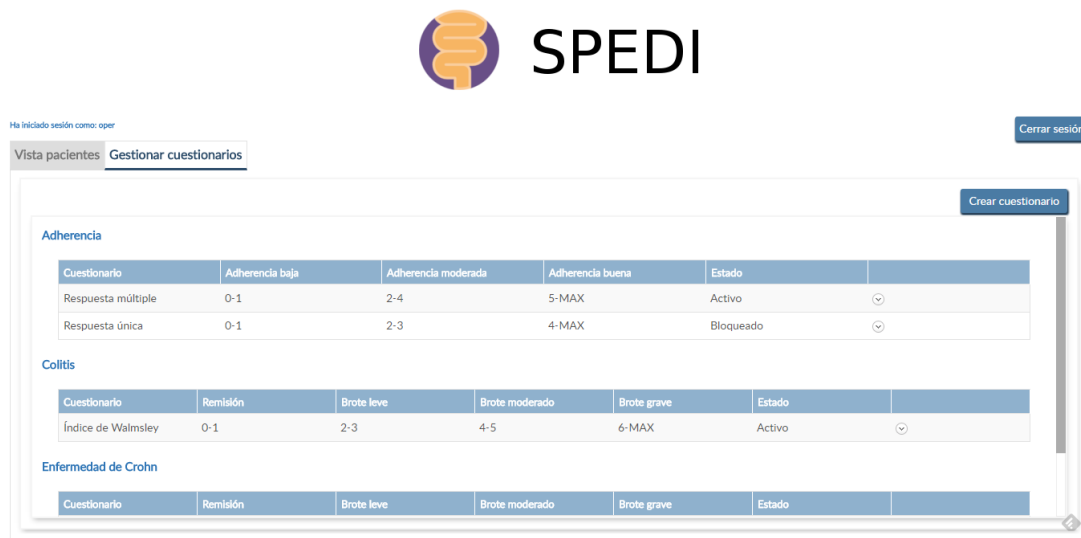 SPEDI
Ha iniciado sesión como: oper
Cerrar sesión
Vista pacientes Gestionar cuestionarios
Crear cuestionario
Adherencia
Cuestionario Adherencia baja Adherencia moderada Adherencia buena Estado
Respuesta múltiple 0-1 2-4 5-MAX Activo
Respuesta única 0-1 2-3 4-MAX Bloqueado
Colitis
Cuestionario Remisión Brote leve Brote moderado Brote grave Estado
Índice de Walmsley 0-1 2-3 4-5 6-MAX Activo
Enfermedad de Crohn
Cuestionario Remisión Brote leve Brote moderado Brote grave Estado